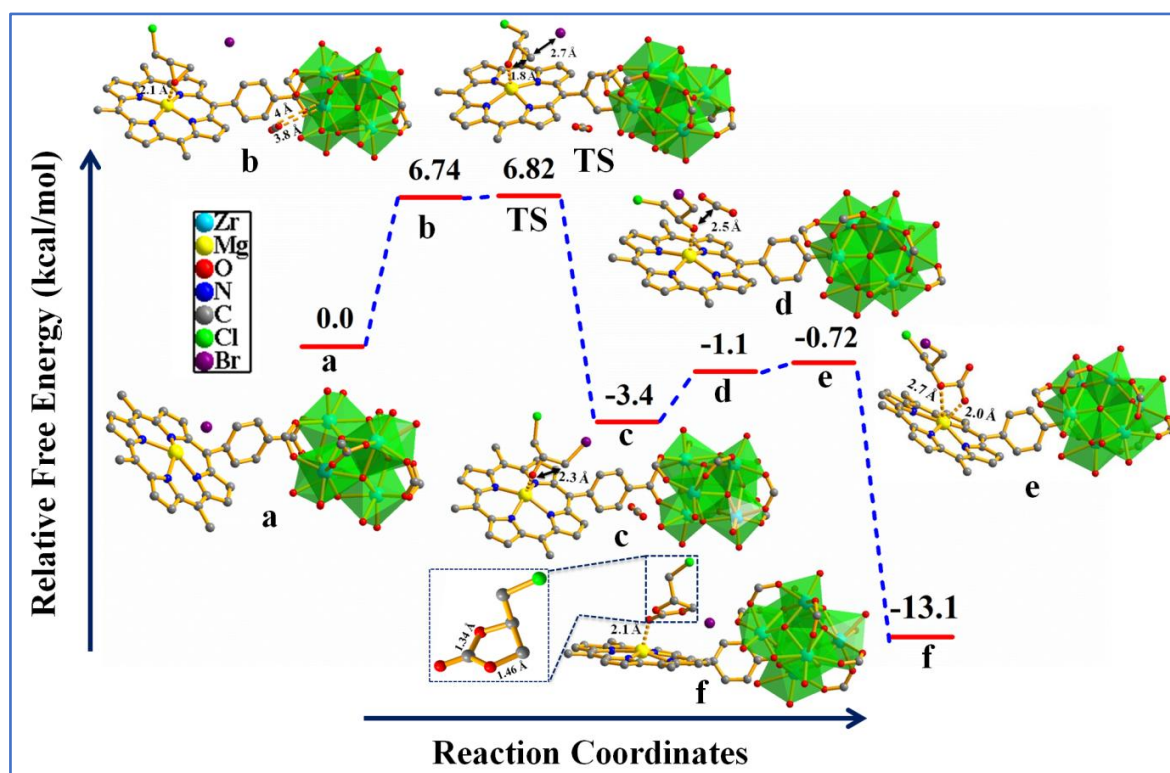 2.1 Å
4 Å
3.8 Å
b
2.7 Å
1.8Å
TS
6.74
b
6.82
TS
Relative Free Energy (kcal/mol)
Zr
Mg
O
N
C
Cl
Br
0.0
a
a
2.5 Å
d
-3.4
c
-1.1
d
-0.72
e
2.7 Å
2.0 Å
e
2.3 Å
c
1.34 Å
1.46 Å
2.1 Å
f
-13.1
f
Reaction Coordinates